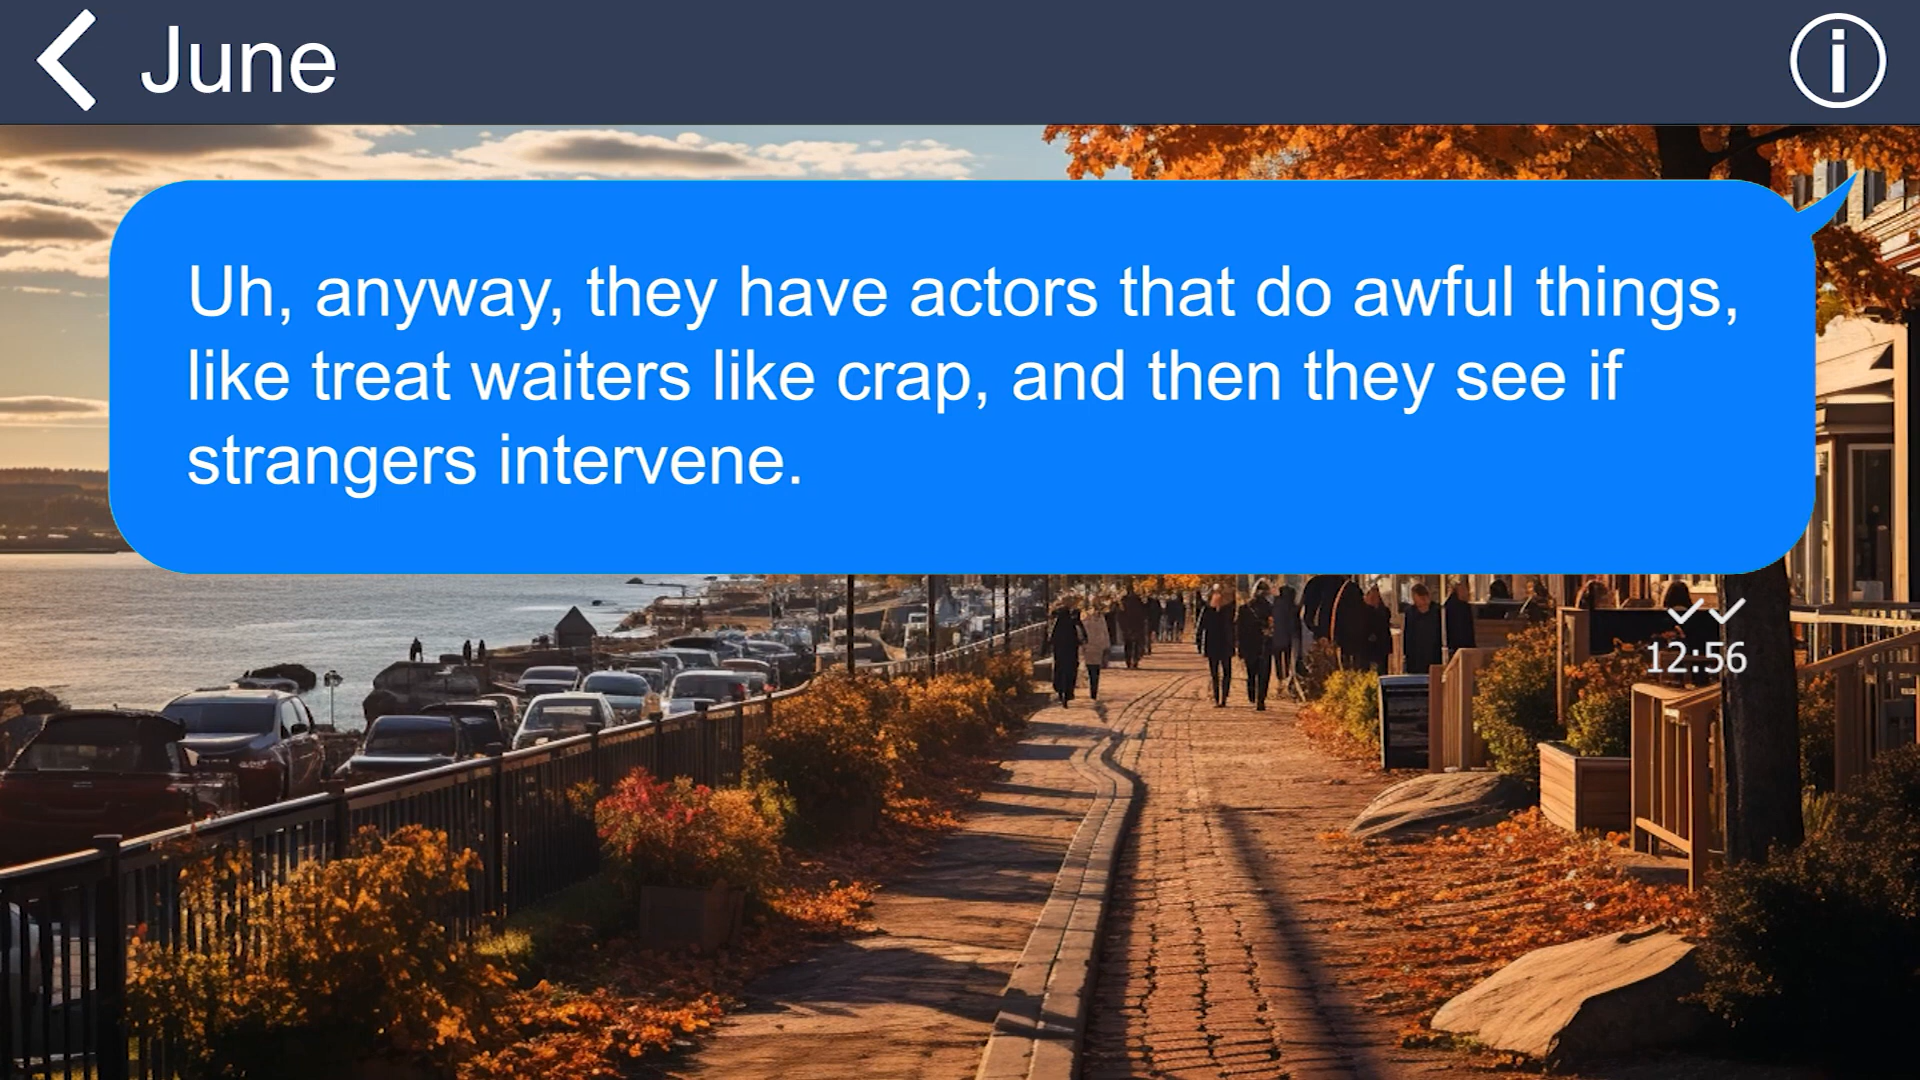 June
Uh, anyway, they have actors that do awful things,
like treat waiters like crap, and then they see if
strangers intervene.
12:56